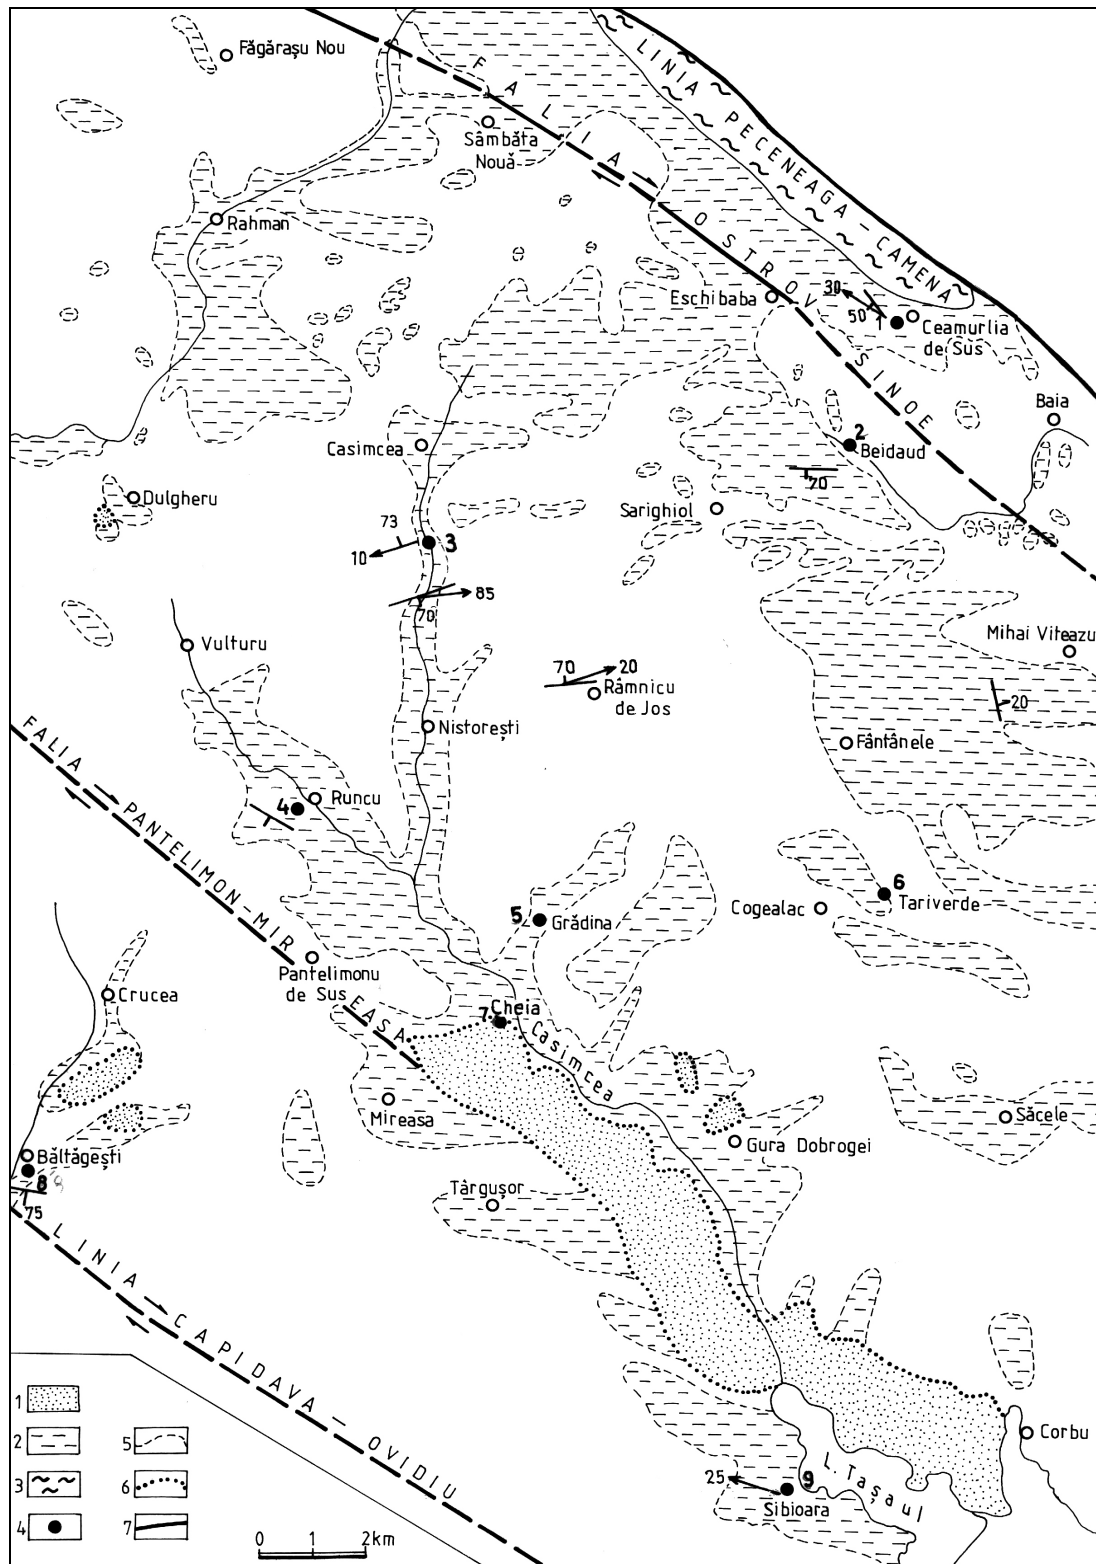 Făgărașu Nou
LINIA PECENEAGA-CAMENA
FALIA OSTROV SINOE
Sâmbăta
Nouă
Rahman
Eschibaba
30
50
1
Ceamurlia
de Sus
Baia
Casimcea
2
Beidaud
70
Dulgheru
Sarighiol
73
10
3
85
70
Vulturu
Mihai Viteazu
70
20
Râmnicu
de Jos
20
Nistorești
Fântânele
FALIA PANTELIMON-MIREASA
4
Runcu
6
Tariverde
Cogealac
5
Grădina
Pantelimonu
de Sus
Crucea
Cheia
7
Casimcea
Mireasa
Săcele
Gura Dobrogei
Băltăgești
8
75
Târgușor
LINIA CAPIDAVA-OVIDIU
Corbu
L. Tașaul
25
9
Sibioara
1
2
3
4
5
6
7
0 1 2km